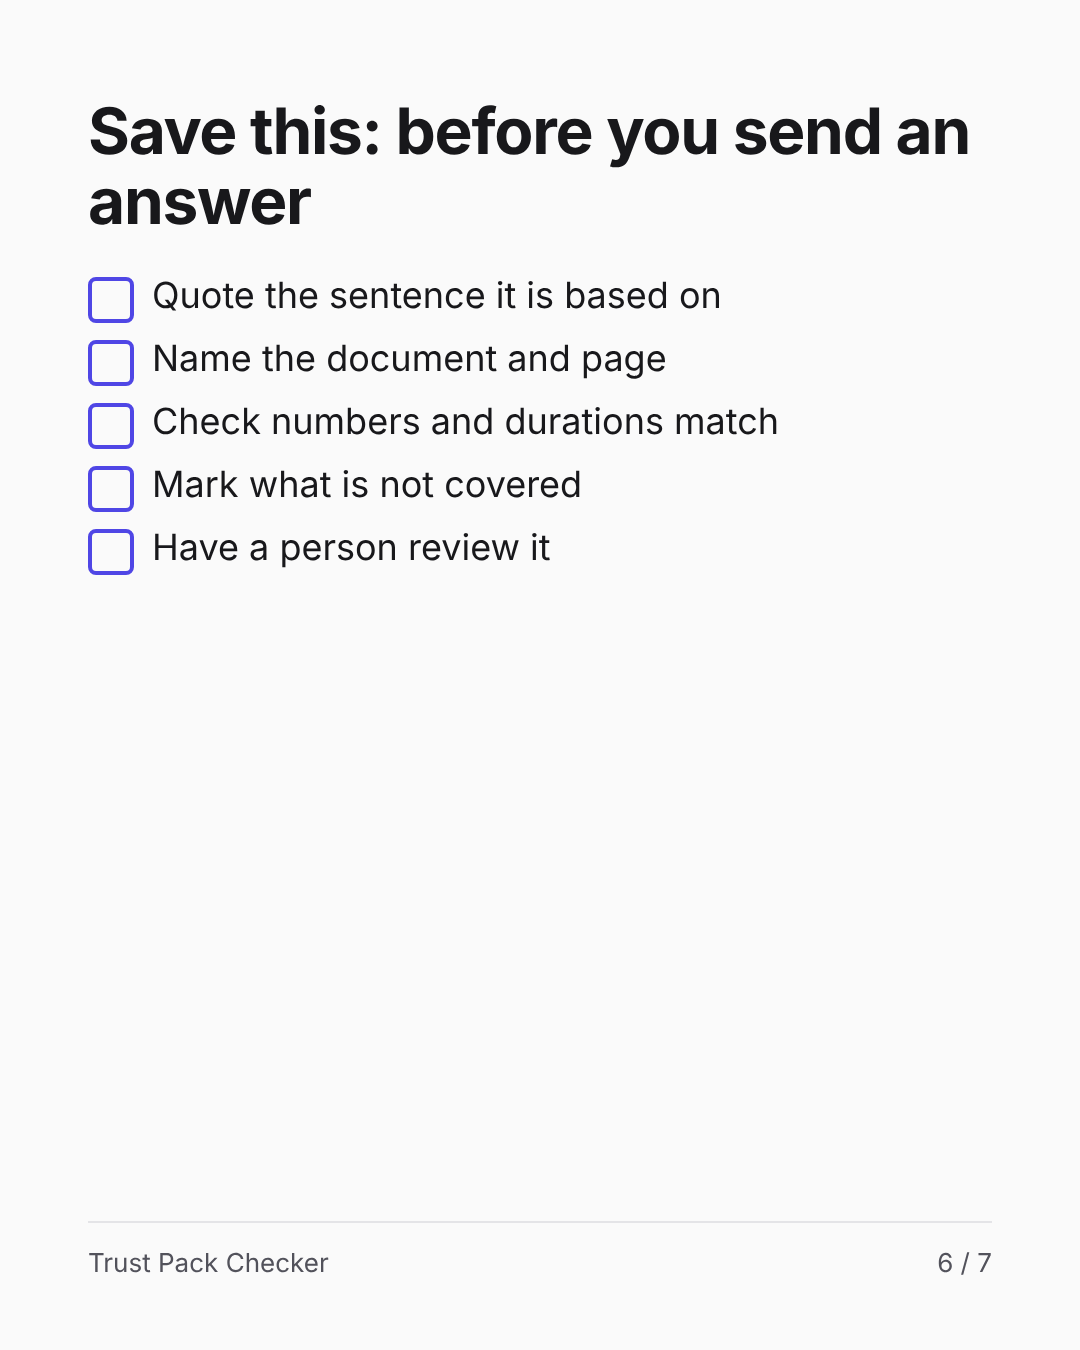 Save this: before you send an
answer
Quote the sentence it is based on
Name the document and page
Check numbers and durations match
Mark what is not covered
Have a person review it
Trust Pack Checker
6 / 7